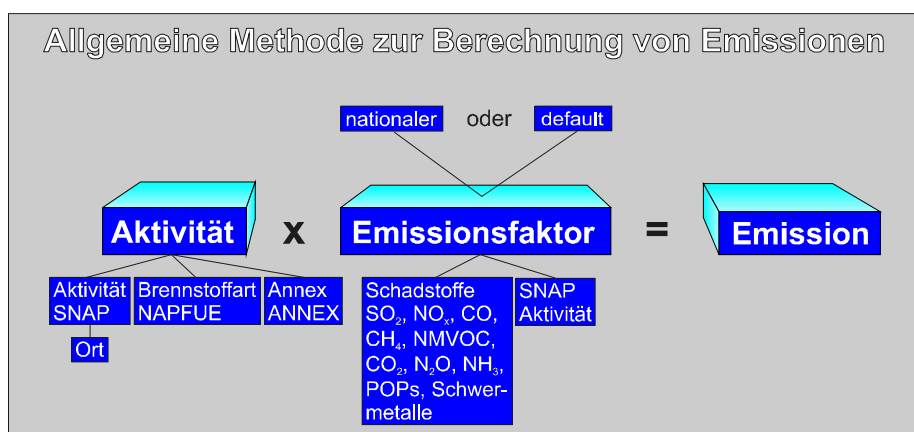 Allgemeine Methode zur Berechnung von Emissionen
nationaler oder default
Aktivität x Emissionsfaktor = Emission
Aktivität
SNAP
Ort
Brennstoffart
NAPFUE
Annex
ANNEX
Schadstoffe
SO₂, NOₓ, CO,
CH₄, NMVOC,
CO₂, N₂O, NH₃,
POPs, Schwer-
metalle
SNAP
Aktivität